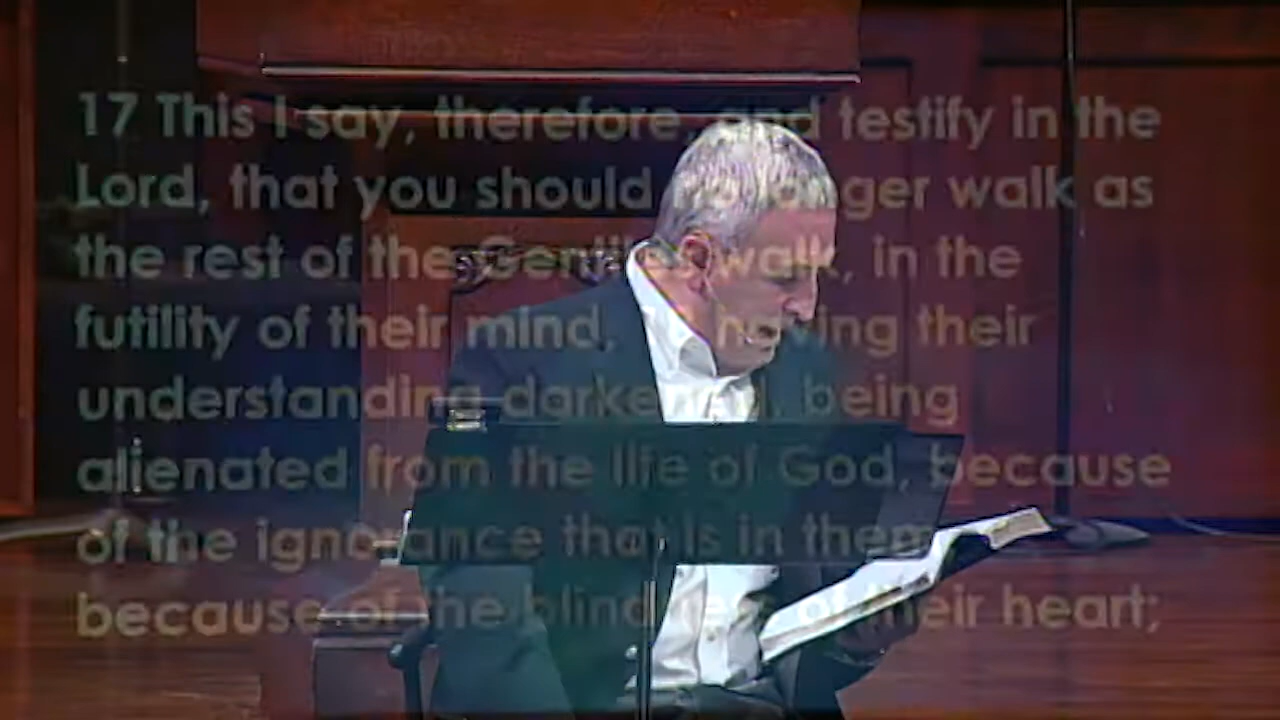 17 This I say, therefore, and testify in the
Lord, that you should no longer walk as
the rest of the Gentiles walk, in the
futility of their mind, having their
understanding darkened, being
alienated from the life of God, because
of the ignorance that is in them
because of the blindness of their heart;